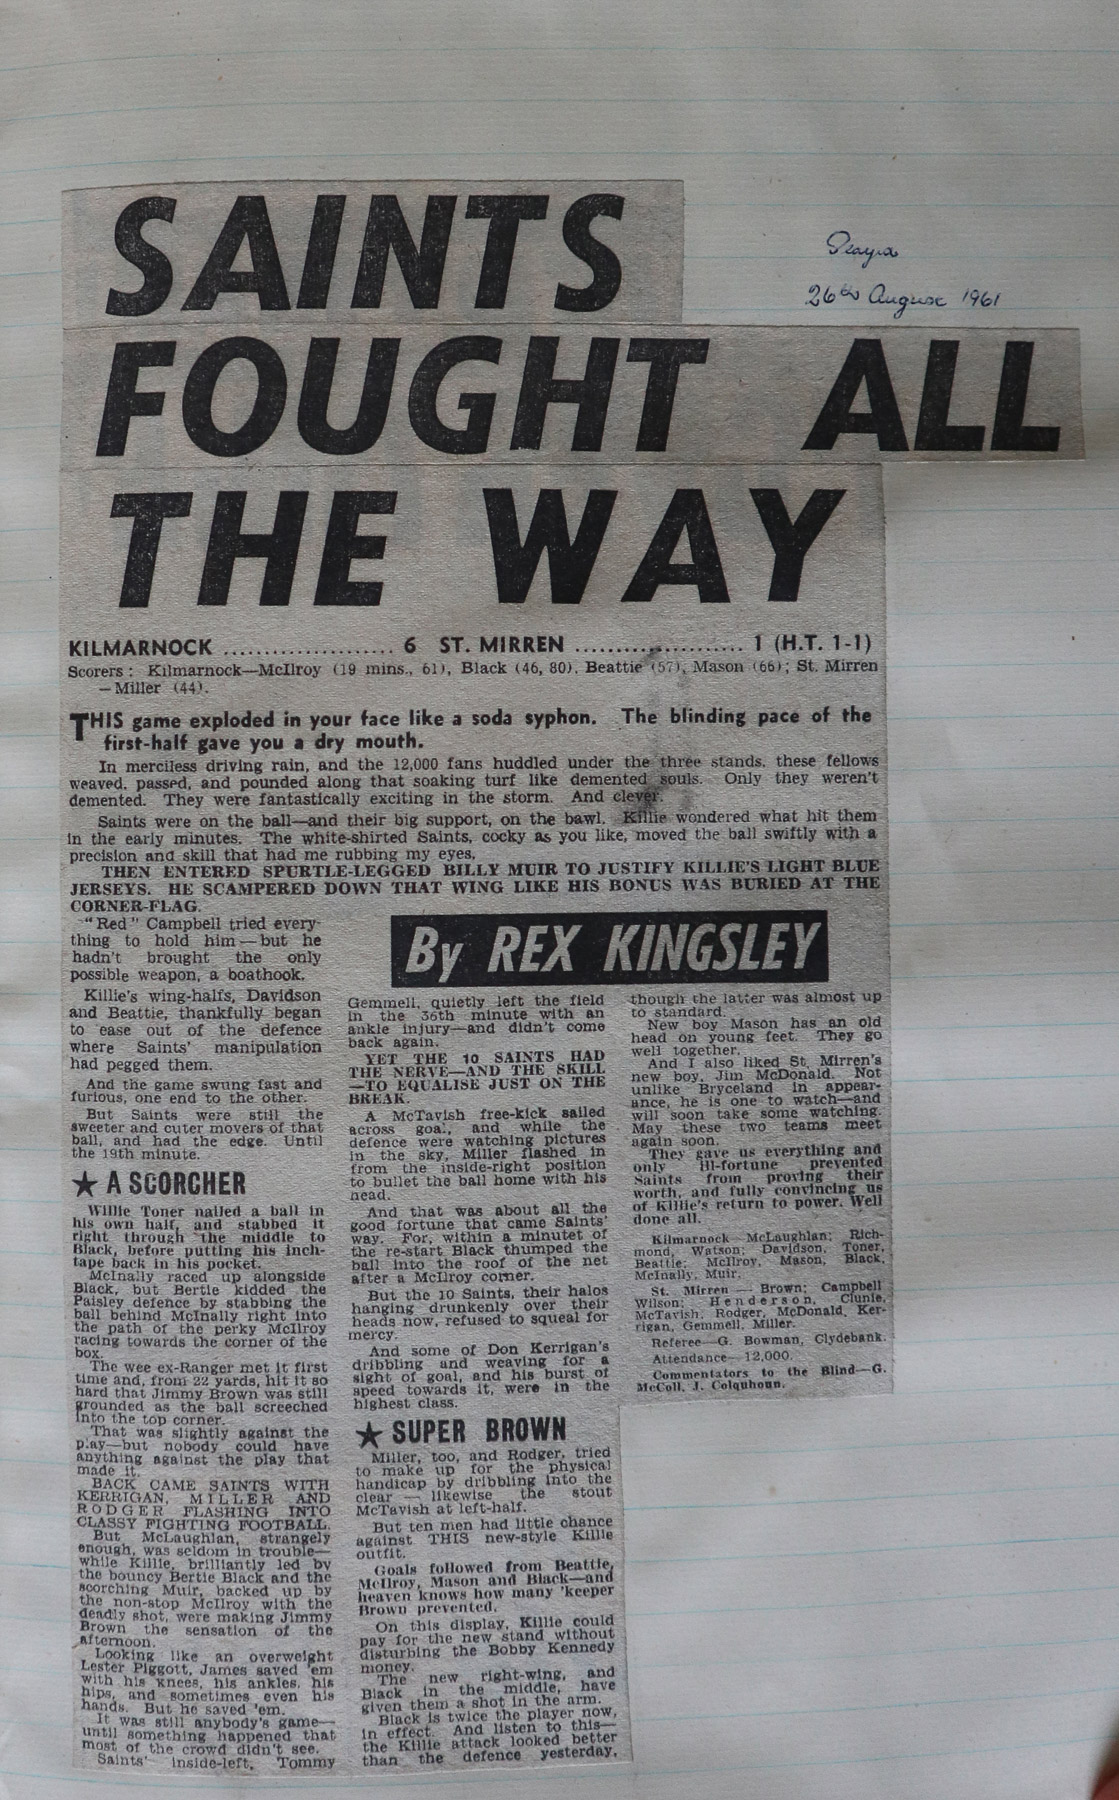 SAINTS
Played
26th August 1961
FOUGHT ALL
THE WAY
KILMARNOCK ..................... 6 ST. MIRREN ..................... 1 (H.T. 1-1)
Scorers: Kilmarnock—McIlroy (19 mins., 61), Black (46, 80), Beattie (57), Mason (66); St. Mirren
—Miller (44).
THIS game exploded in your face like a soda syphon. The blinding pace of the
first-half gave you a dry mouth.
In merciless driving rain, and the 12,000 fans huddled under the three stands, these fellows
weaved, passed, and pounded along that soaking turf like demented souls. Only they weren't
demented. They were fantastically exciting in the storm. And clever.
Saints were on the ball—and their big support, on the bawl. Killie wondered what hit them
in the early minutes. The white-shirted Saints, cocky as you like, moved the ball swiftly with a
precision and skill that had me rubbing my eyes.
THEN ENTERED SPURTLE-LEGGED BILLY MUIR TO JUSTIFY KILLIE'S LIGHT BLUE
JERSEYS. HE SCAMPERED DOWN THAT WING LIKE HIS BONUS WAS BURIED AT THE
CORNER-FLAG.
By REX KINGSLEY
"Red" Campbell tried every-
thing to hold him—but he
hadn't brought the only
possible weapon, a boathook.
Killie's wing-halfs, Davidson
and Beattie, thankfully began
to ease out of the defence
where Saints' manipulation
had pegged them.
And the game swung fast and
furious, one end to the other.
But Saints were still the
sweeter and cuter movers of that
ball, and had the edge. Until
the 19th minute.
★ A SCORCHER
Willie Toner nailed a ball in
his own half, and stabbed it
right through the middle to
Black, before putting his inch-
tape back in his pocket.
McInally raced up alongside
Black, but Bertie kidded the
Paisley defence by stabbing the
ball behind McInally right into
the path of the perky McIlroy
racing towards the corner of the
box.
The wee ex-Ranger met it first
time and, from 22 yards, hit it so
hard that Jimmy Brown was still
grounded as the ball screeched
into the top corner.
That was slightly against the
play—but nobody could have
anything against the play that
made it.
BACK CAME SAINTS WITH
KERRIGAN, MILLER AND
RODGER FLASHING INTO
CLASSY FIGHTING FOOTBALL.
But McLaughlan, strangely
enough, was seldom in trouble—
while Killie, brilliantly led by
the bouncy Bertie Black and the
scorching Muir, backed up by
the non-stop McIlroy with the
deadly shot, were making Jimmy
Brown the sensation of the
afternoon.
Looking like an overweight
Lester Piggott, James saved 'em
with his knees, his ankles, his
hips, and sometimes even his
hands. But he saved 'em.
It was still anybody's game—
until something happened that
most of the crowd didn't see.
Saints' inside-left, Tommy
Gemmell, quietly left the field
in the 36th minute with an
ankle injury—and didn't come
back again.
YET THE 10 SAINTS HAD
THE NERVE—AND THE SKILL
—TO EQUALISE JUST ON THE
BREAK.
A McTavish free-kick sailed
across goal, and while the
defence were watching pictures
in the sky, Miller flashed in
from the inside-right position
to bullet the ball home with his
head.
And that was about all the
good fortune that came Saints'
way. For, within a minutet of
the re-start Black thumped the
ball into the roof of the net
after a McIlroy corner.
But the 10 Saints, their halos
hanging drunkenly over their
heads now, refused to squeal for
mercy.
And some of Don Kerrigan's
dribbling and weaving for a
sight of goal, and his burst of
speed towards it, were in the
highest class.
★ SUPER BROWN
Miller, too, and Rodger, tried
to make up for the physical
handicap by dribbling into the
clear — likewise the stout
McTavish at left-half.
But ten men had little chance
against THIS new-style Killie
outfit.
Goals followed from Beattie,
McIlroy, Mason and Black—and
heaven knows how many 'keeper
Brown prevented.
On this display, Killie could
pay for the new stand without
disturbing the Bobby Kennedy
money.
The new right-wing, and
Black in the middle, have
given them a shot in the arm.
Black is twice the player now,
in effect. And listen to this—
the Killie attack looked better
than the defence yesterday,
though the latter was almost up
to standard.
New boy Mason has an old
head on young feet. They go
well together.
And I also liked St. Mirren's
new boy, Jim McDonald. Not
unlike Bryceland in appear-
ance, he is one to watch—and
will soon take some watching.
May these two teams meet
again soon.
They gave us everything and
only ill-fortune prevented
Saints from proving their
worth, and fully convincing us
of Killie's return to power. Well
done all.
Kilmarnock—McLaughlan; Rich-
mond, Watson; Davidson, Toner,
Beattie; McIlroy, Mason, Black,
McInally, Muir.
St. Mirren — Brown; Campbell
Wilson; Henderson, Clunie,
McTavish, Rodger, McDonald, Ker-
rigan, Gemmell, Miller.
Referee—G. Bowman, Clydebank.
Attendance—12,000.
Commentators to the Blind—G.
McColl, J. Colquhoun.